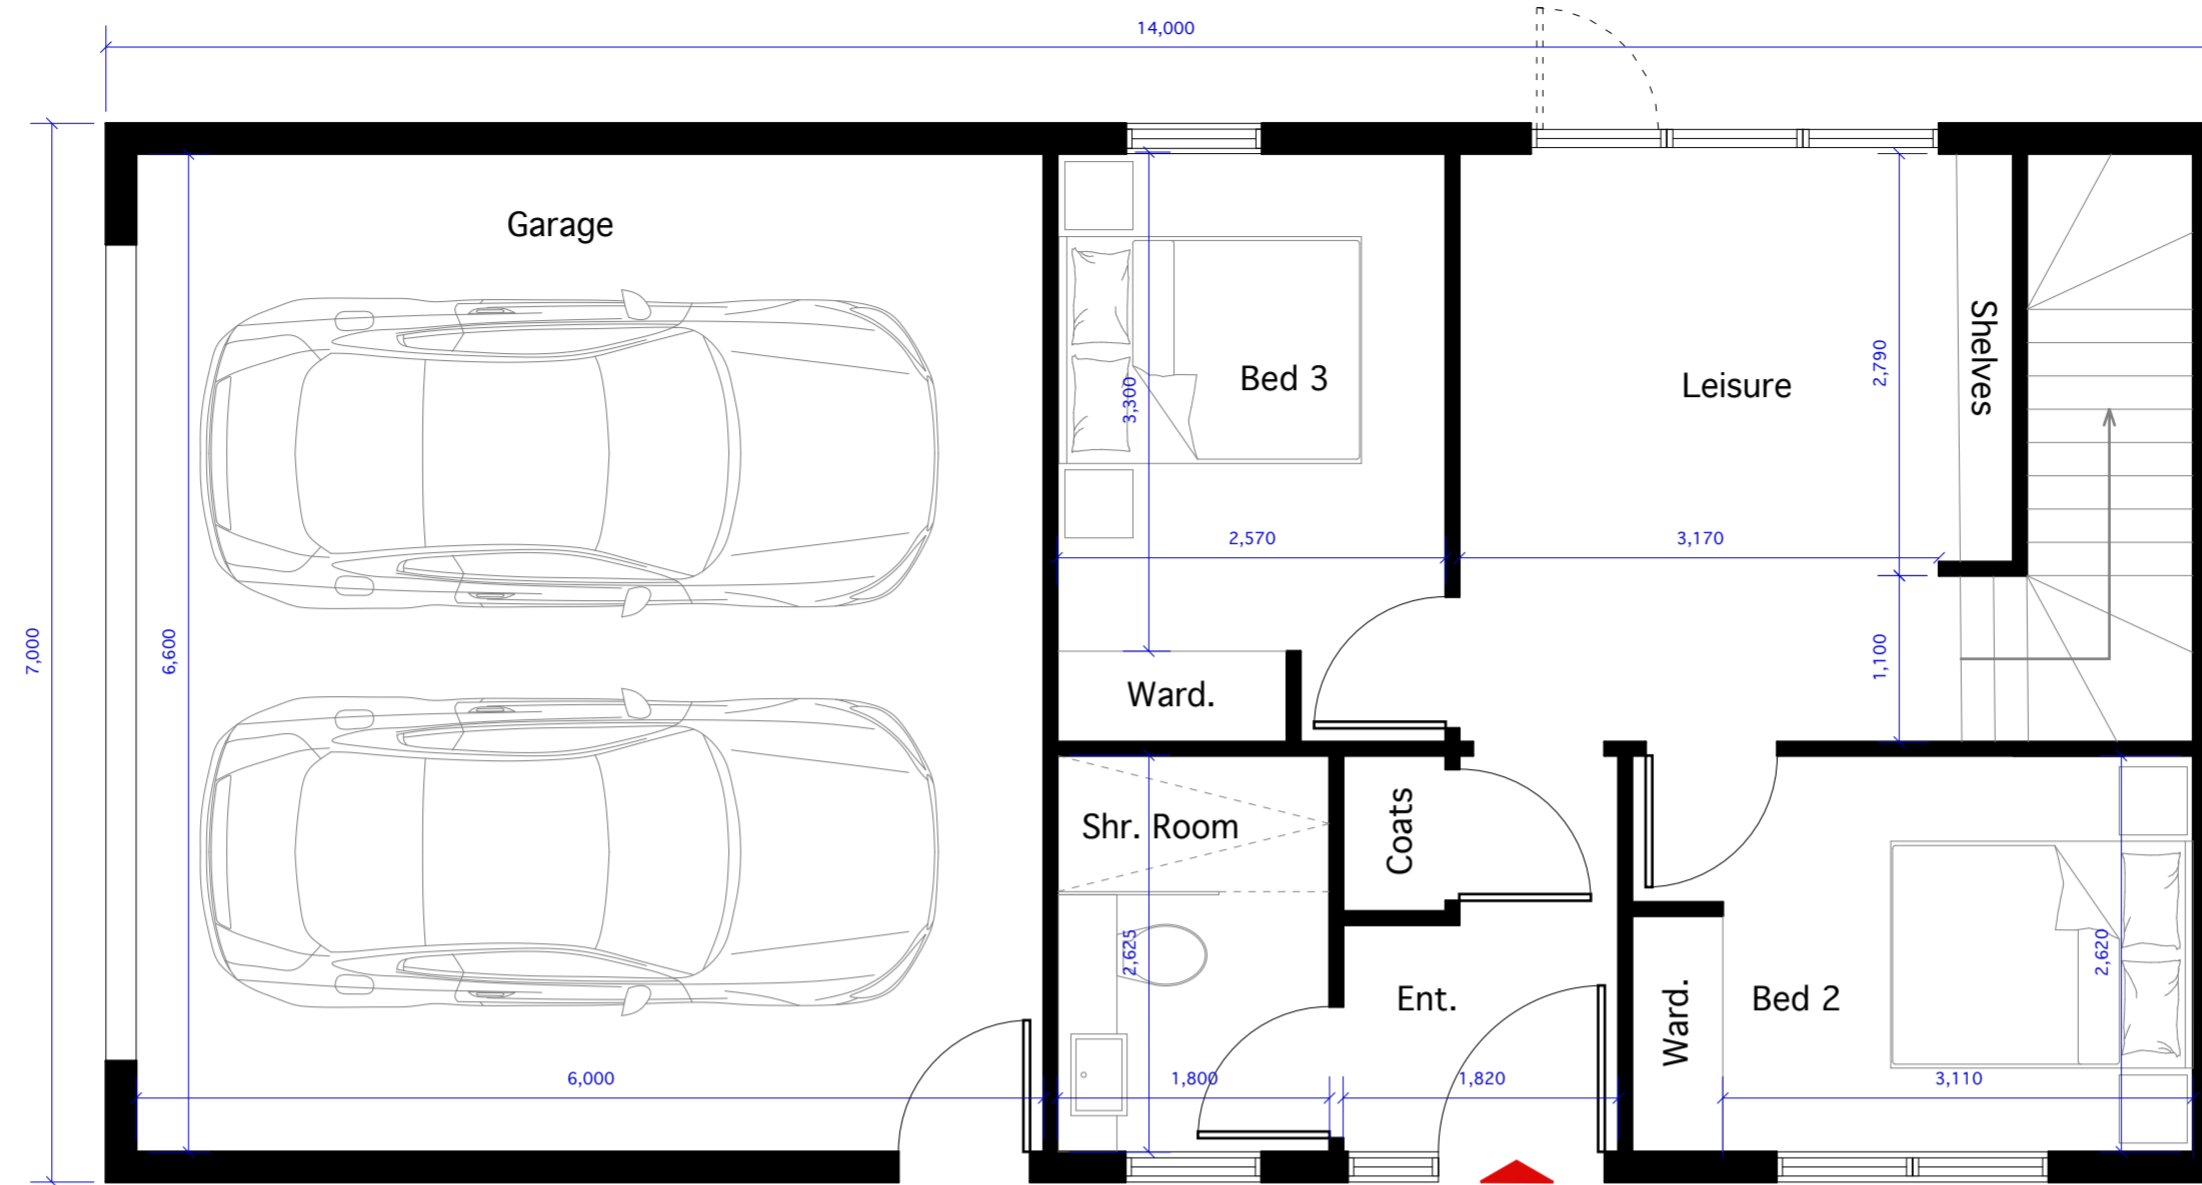 14,000
Garage
Bed 3
Leisure
Shelves
3,300
2,790
2,570
3,170
7,000
6,600
1,100
Ward.
Shr. Room
Coats
2,625
Ent.
Ward.
Bed 2
2,620
6,000
1,800
1,820
3,110